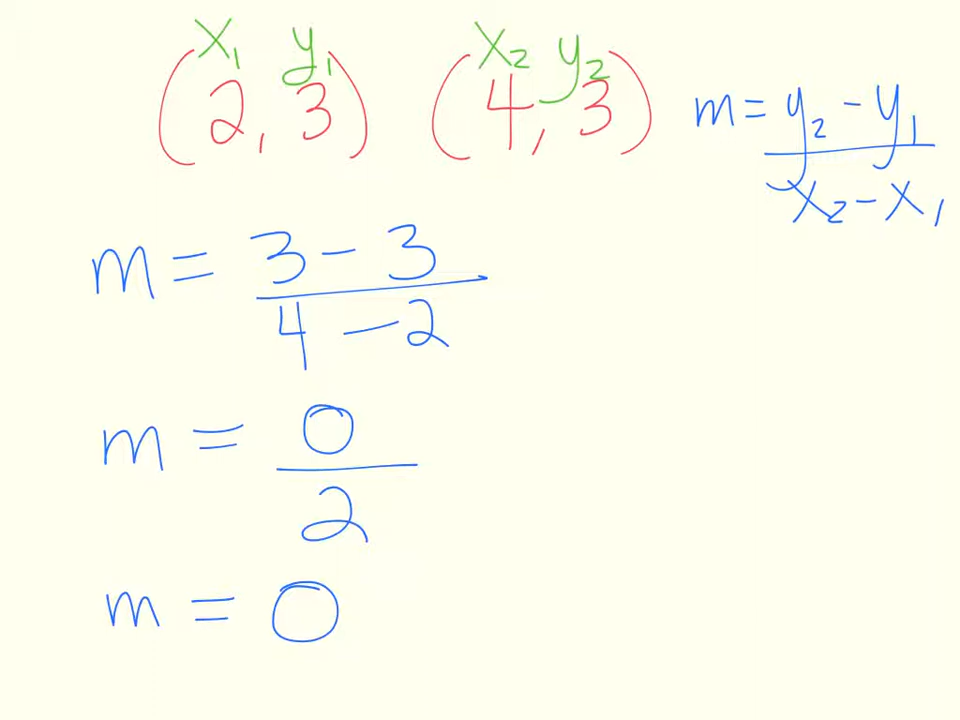 x₁ y₁ x₂ y₂
(2, 3) (4, 3)
m = y₂ - y₁
x₂ - x₁
m = 3 - 3
4 - 2
m = 0
2
m = 0